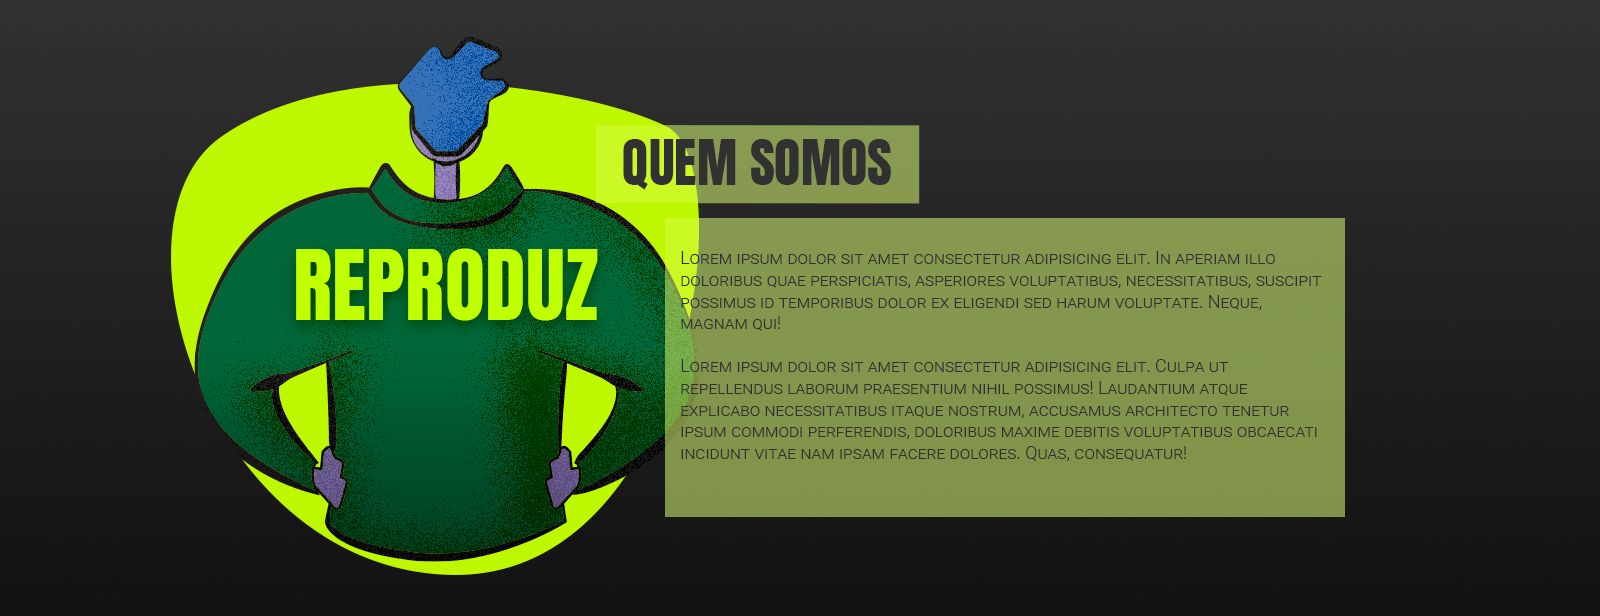 QUEM SOMOS
REPRODUZ
Lorem ipsum dolor sit amet consectetur adipisicing elit. In aperiam illo
doloribus quae perspiciatis, asperiores voluptatibus, necessitatibus, suscipit
possimus id temporibus dolor ex eligendi sed harum voluptate. Neque,
magnam qui!
Lorem ipsum dolor sit amet consectetur adipisicing elit. Culpa ut
repellendus laborum praesentium nihil possimus! Laudantium atque
explicabo necessitatibus itaque nostrum, accusamus architecto tenetur
ipsum commodi perferendis, doloribus maxime debitis voluptatibus obcaecati
incidunt vitae nam ipsam facere dolores. Quas, consequatur!